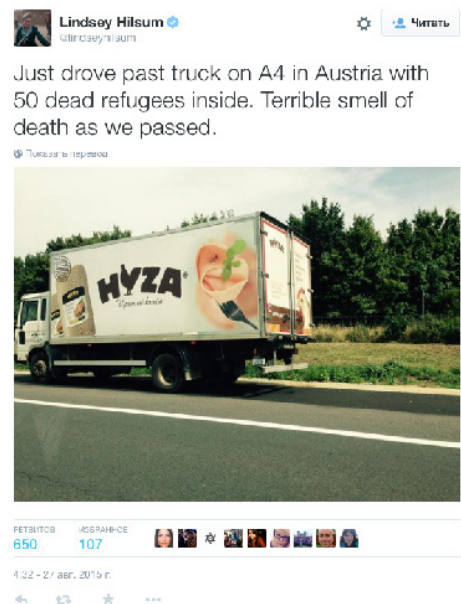 Lindsey Hilsum
@lindseyhilsum
Читать
Just drove past truck on A4 in Austria with
50 dead refugees inside. Terrible smell of
death as we passed.
Показать перевод
HYZA
HYZA
РЕТВИТОВ ИЗБРАННОЕ
650 107
4:32 - 27 авг. 2015 г.